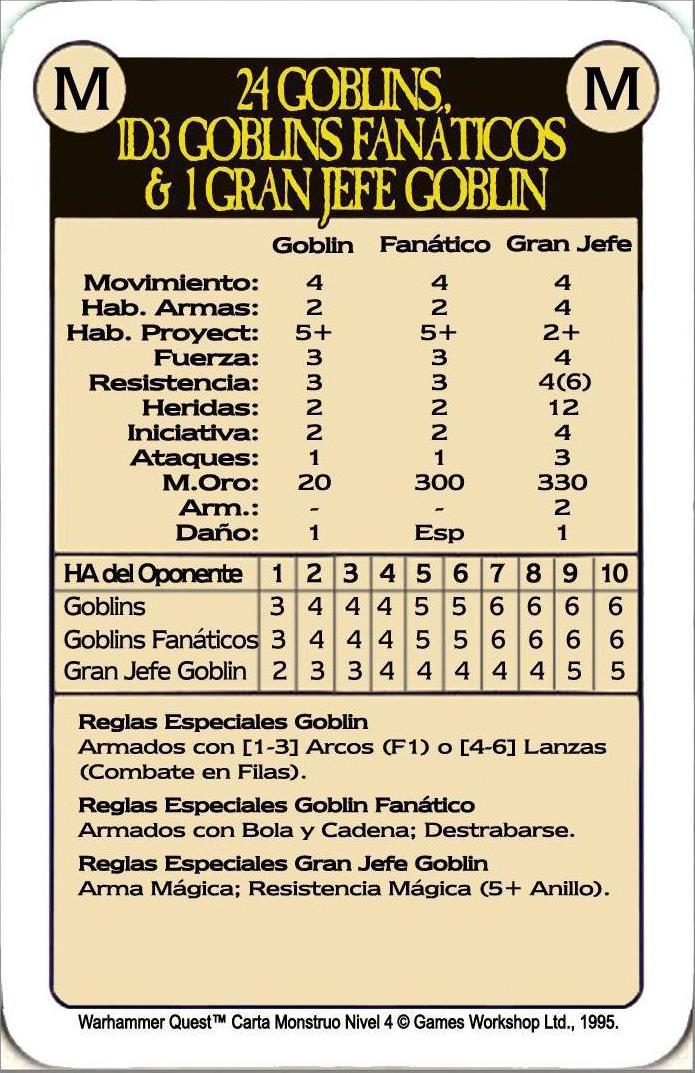 M M
24 GOBLINS,
1D3 GOBLINS FANÁTICOS
& 1 GRAN JEFE GOBLIN
Goblin Fanático Gran Jefe
Movimiento: 4 4 4
Hab. Armas: 2 2 4
Hab. Proyect: 5+ 5+ 2+
Fuerza: 3 3 4
Resistencia: 3 3 4(6)
Heridas: 2 2 12
Iniciativa: 2 2 4
Ataques: 1 1 3
M.Oro: 20 300 330
Arm.: - - 2
Daño: 1 Esp 1
HA del Oponente 1 2 3 4 5 6 7 8 9 10
Goblins 3 4 4 4 5 5 6 6 6 6
Goblins Fanáticos 3 4 4 4 5 5 6 6 6 6
Gran Jefe Goblin 2 3 3 4 4 4 4 4 5 5
Reglas Especiales Goblin
Armados con [1-3] Arcos (F1) o [4-6] Lanzas
(Combate en Filas).
Reglas Especiales Goblin Fanático
Armados con Bola y Cadena; Destrabarse.
Reglas Especiales Gran Jefe Goblin
Arma Mágica; Resistencia Mágica (5+ Anillo).
Warhammer Quest™ Carta Monstruo Nivel 4 © Games Workshop Ltd., 1995.